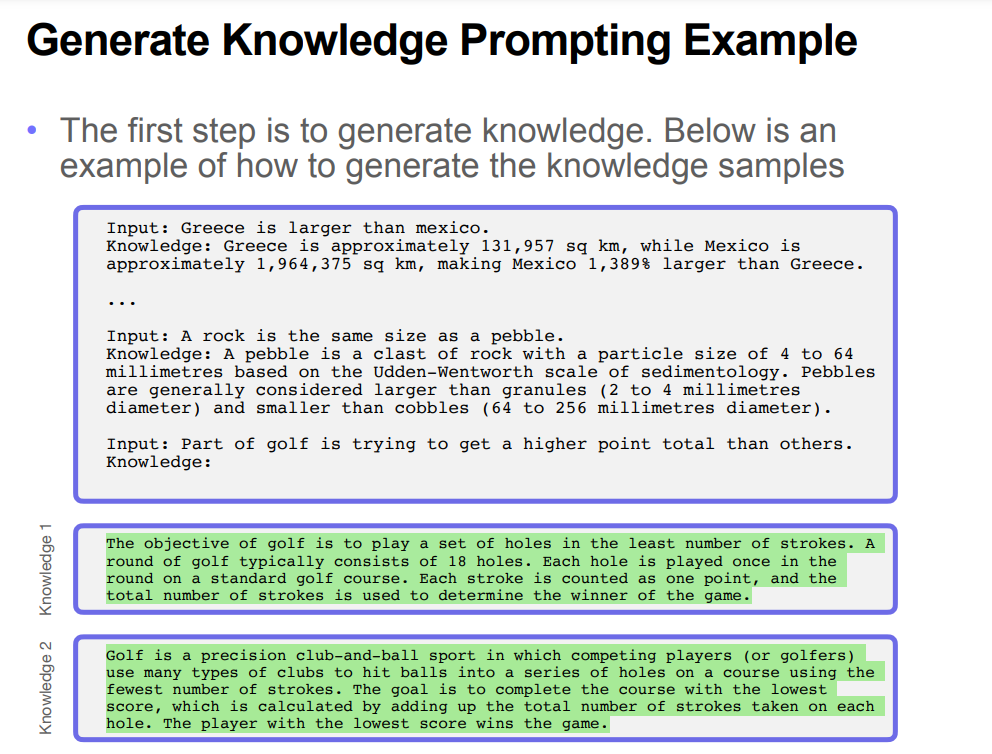 Generate Knowledge Prompting Example
• The first step is to generate knowledge. Below is an
example of how to generate the knowledge samples
Input: Greece is larger than mexico.
Knowledge: Greece is approximately 131,957 sq km, while Mexico is
approximately 1,964,375 sq km, making Mexico 1,389% larger than Greece.
...
Input: A rock is the same size as a pebble.
Knowledge: A pebble is a clast of rock with a particle size of 4 to 64
millimetres based on the Udden-Wentworth scale of sedimentology. Pebbles
are generally considered larger than granules (2 to 4 millimetres
diameter) and smaller than cobbles (64 to 256 millimetres diameter).
Input: Part of golf is trying to get a higher point total than others.
Knowledge:
Knowledge 1
The objective of golf is to play a set of holes in the least number of strokes. A
round of golf typically consists of 18 holes. Each hole is played once in the
round on a standard golf course. Each stroke is counted as one point, and the
total number of strokes is used to determine the winner of the game.
Knowledge 2
Golf is a precision club-and-ball sport in which competing players (or golfers)
use many types of clubs to hit balls into a series of holes on a course using the
fewest number of strokes. The goal is to complete the course with the lowest
score, which is calculated by adding up the total number of strokes taken on each
hole. The player with the lowest score wins the game.